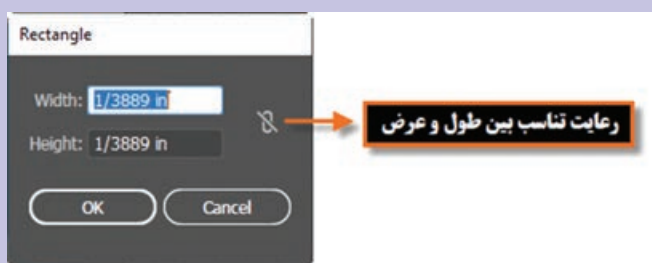 Rectangle
Width: 1/3889 in
Height: 1/3889 in
رعایت تناسب بین طول و عرض
OK
Cancel